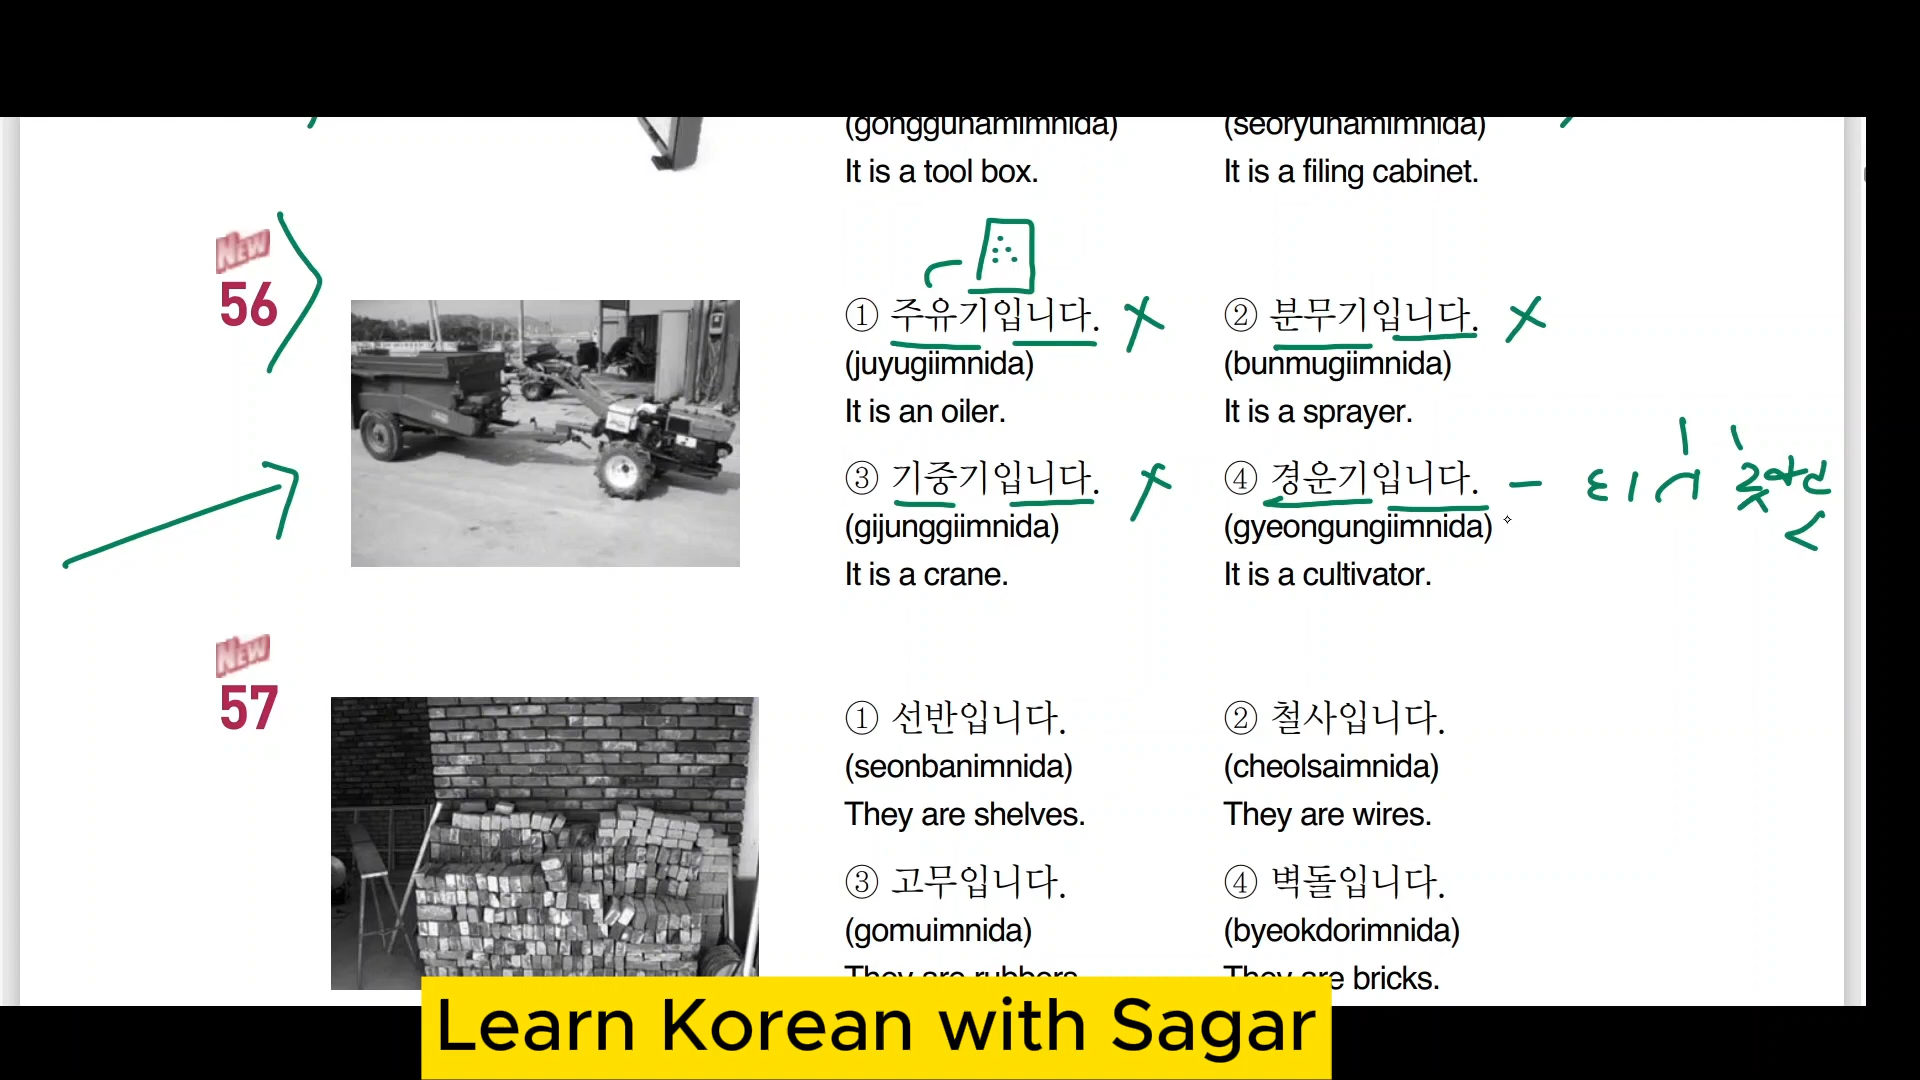 (gongguhamimnida)
(seoryuhamimnida)
It is a tool box.
It is a filing cabinet.
NEW
56
① 주유기입니다.
② 분무기입니다.
(juyugiimnida)
(bunmugiimnida)
It is an oiler.
It is a sprayer.
③ 기중기입니다.
④ 경운기입니다. –
(gijunggiimnida)
(gyeongungiimnida)
It is a crane.
It is a cultivator.
NEW
57
① 선반입니다.
② 철사입니다.
(seonbanimnida)
(cheolsaimnida)
They are shelves.
They are wires.
③ 고무입니다.
④ 벽돌입니다.
(gomuimnida)
(byeokdorimnida)
They are rubbers.
They are bricks.
Learn Korean with Sagar